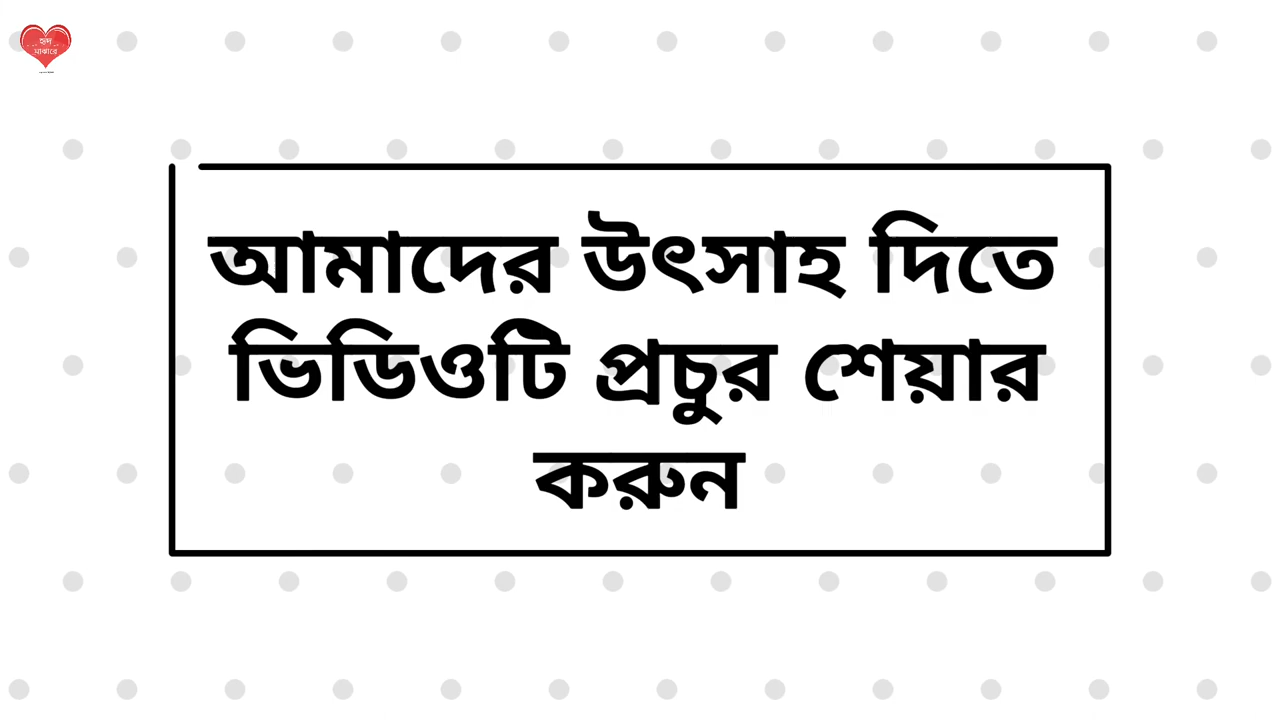 হৃদ
মাঝারে
আমাদের উৎসাহ দিতে
ভিডিওটি প্রচুর শেয়ার
করুন